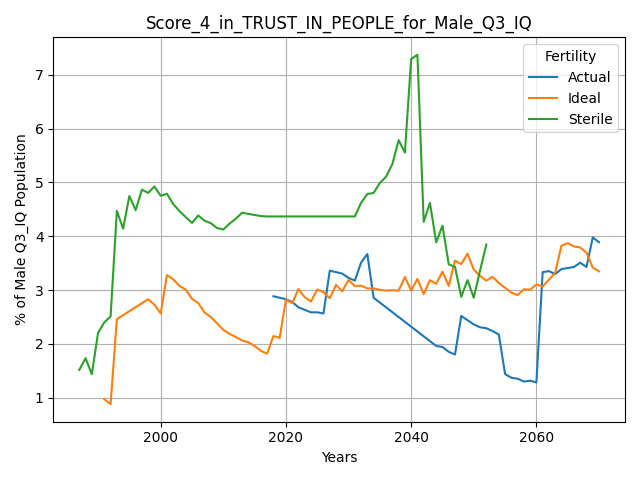 Score_4_in_TRUST_IN_PEOPLE_for_Male_Q3_IQ
% of Male Q3_IQ Population
7
6
5
4
3
2
1
Fertility
Actual
Ideal
Sterile
2000 2020 2040 2060
Years